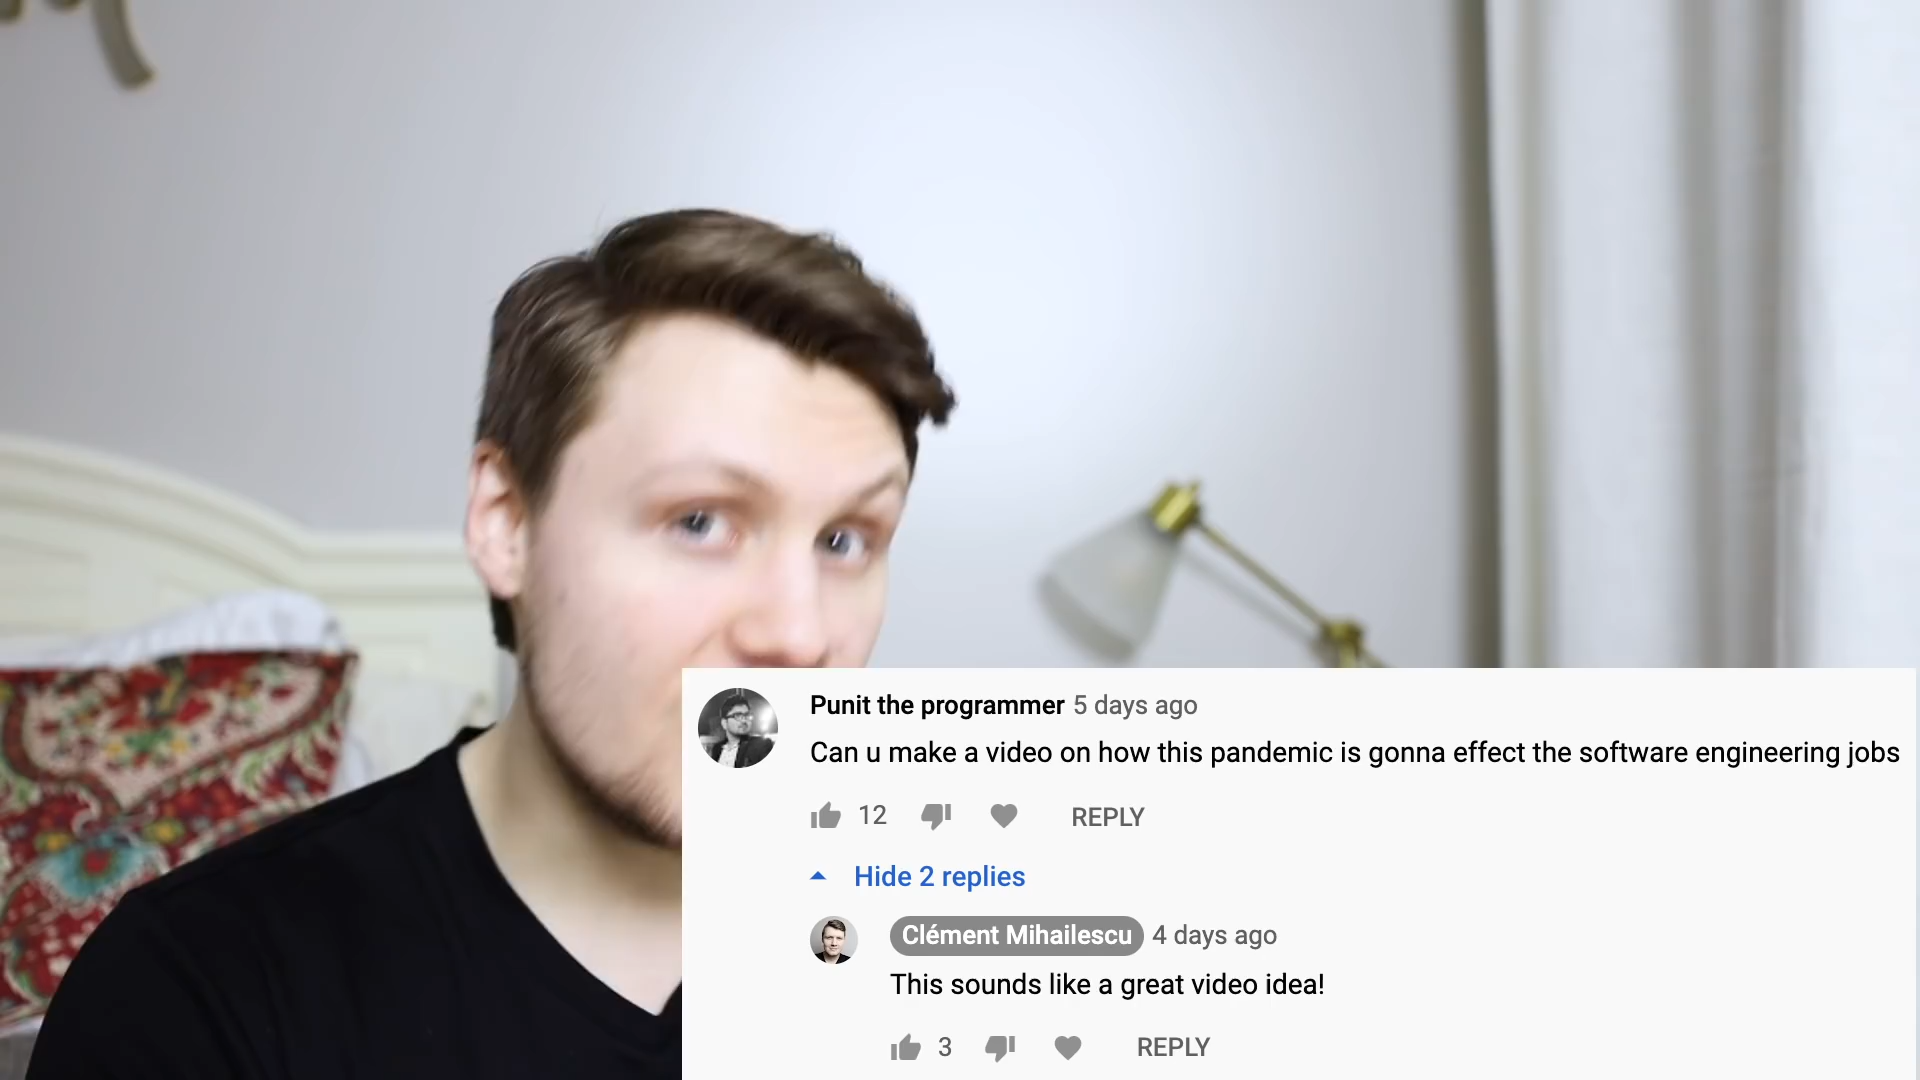 Punit the programmer 5 days ago
Can u make a video on how this pandemic is gonna effect the software engineering jobs
12 REPLY
Hide 2 replies
Clément Mihailescu 4 days ago
This sounds like a great video idea!
3 REPLY